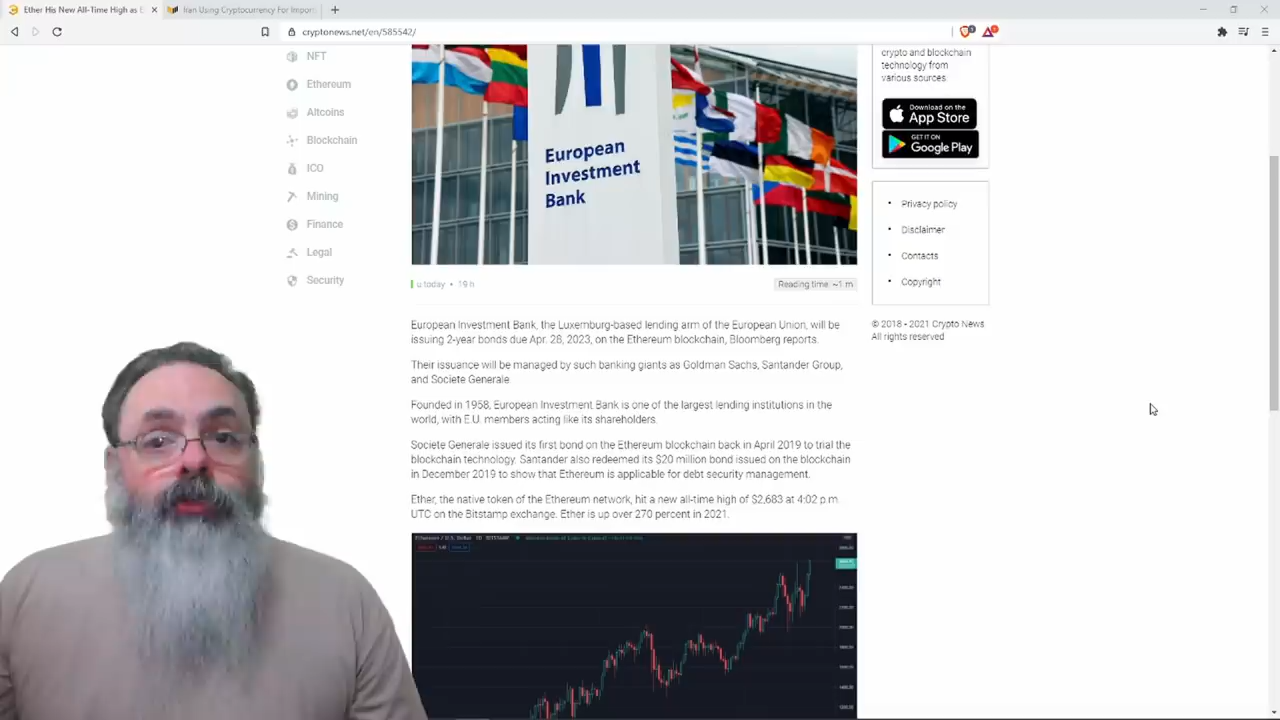 Ether His New All-Time High as E
Iran Using Cryptocurrency For Impor
cryptonews.net/en/585542/
NFT
Ethereum
Altcoins
Blockchain
ICO
Mining
Finance
Legal
Security
European
Investment
Bank
u.today • 19 h
Reading time ~1 m
European Investment Bank, the Luxemburg-based lending arm of the European Union, will be
issuing 2-year bonds due Apr. 28, 2023, on the Ethereum blockchain, Bloomberg reports.
Their issuance will be managed by such banking giants as Goldman Sachs, Santander Group,
and Societe Generale
Founded in 1958, European Investment Bank is one of the largest lending institutions in the
world, with E.U. members acting like its shareholders.
Societe Generale issued its first bond on the Ethereum blockchain back in April 2019 to trial the
blockchain technology. Santander also redeemed its $20 million bond issued on the blockchain
in December 2019 to show that Ethereum is applicable for debt security management.
Ether, the native token of the Ethereum network, hit a new all-time high of $2,683 at 4:02 p.m.
UTC on the Bitstamp exchange. Ether is up over 270 percent in 2021.
crypto and blockchain
technology from
various sources.
Download on the
App Store
GET IT ON
Google Play
• Privacy policy
• Disclaimer
• Contacts
• Copyright
© 2018 - 2021 Crypto News
All rights reserved